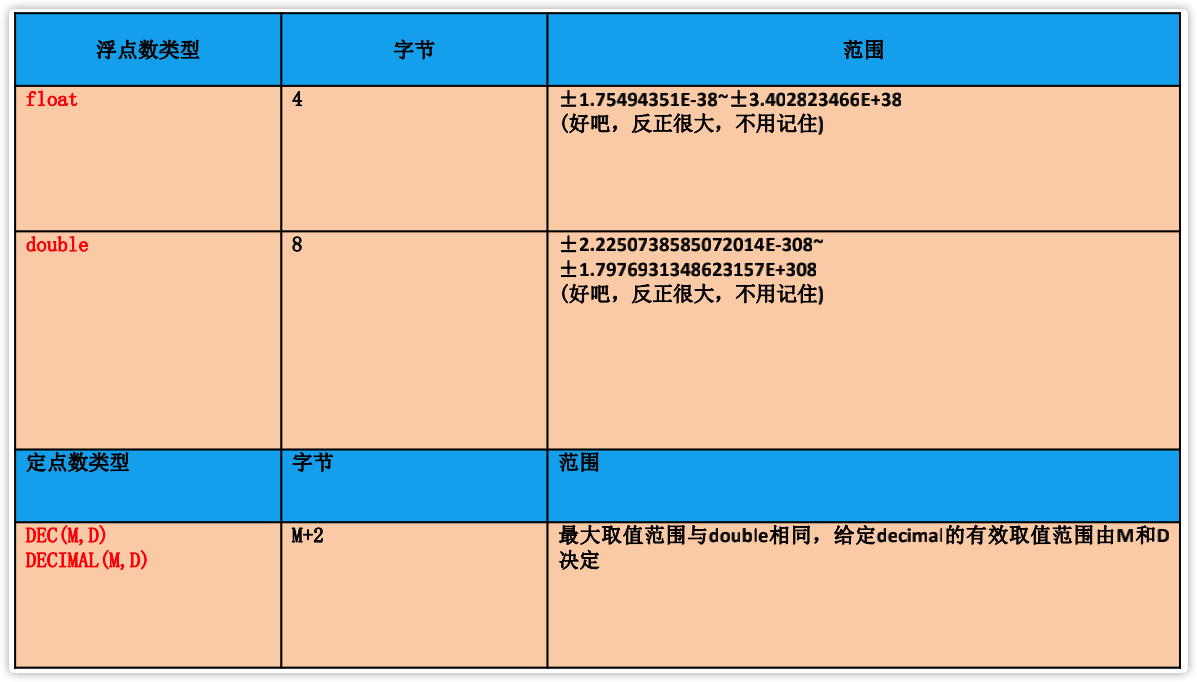 浮点数类型 字节 范围
float 4 ±1.75494351E-38~±3.402823466E+38
(好吧，反正很大，不用记住)
double 8 ±2.2250738585072014E-308~
±1.7976931348623157E+308
(好吧，反正很大，不用记住)
定点数类型 字节 范围
DEC(M,D) M+2 最大取值范围与double相同，给定decimal的有效取值范围由M和D
DECIMAL(M,D) 决定